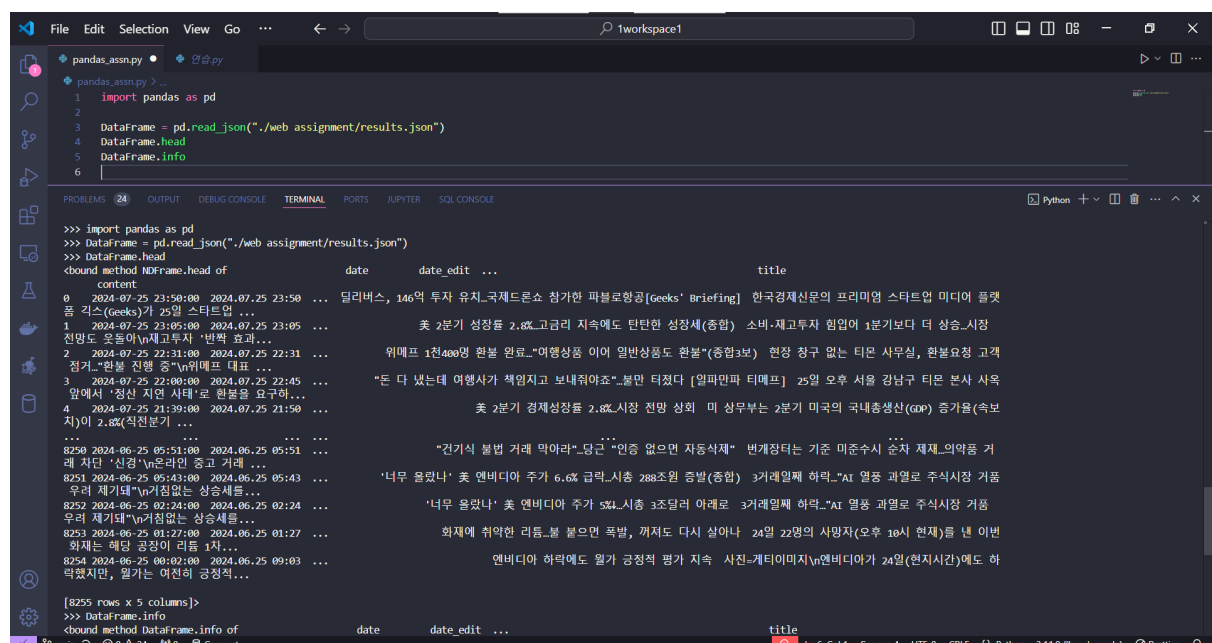 File Edit Selection View Go ··· ← → 1workspace1
pandas_assn.py ● 연습.py
pandas_assn.py > ...
1 import pandas as pd
2
3 DataFrame = pd.read_json("./web assignment/results.json")
4 DataFrame.head
5 DataFrame.info
6
PROBLEMS 24 OUTPUT DEBUG CONSOLE TERMINAL PORTS JUPYTER SQL CONSOLE Python
>>> import pandas as pd
>>> DataFrame = pd.read_json("./web assignment/results.json")
>>> DataFrame.head
<bound method NDFrame.head of date date_edit ... title
content
0 2024-07-25 23:50:00 2024.07.25 23:50 ... 딜리버스, 146억 투자 유치…국제드론쇼 참가한 파블로항공[Geeks' Briefing] 한국경제신문의 프리미엄 스타트업 미디어 플랫
폼 긱스(Geeks)가 25일 스타트업 ...
1 2024-07-25 23:05:00 2024.07.25 23:05 ... 美 2분기 성장률 2.8%…고금리 지속에도 탄탄한 성장세(종합) 소비·재고투자 힘입어 1분기보다 더 상승…시장
전망도 웃돌아\n재고투자 '반짝 효과...
2 2024-07-25 22:31:00 2024.07.25 22:31 ... 위메프 1천400명 환불 완료…"여행상품 이어 일반상품도 환불"(종합3보) 현장 창구 없는 티몬 사무실, 환불요청 고객
점거…"환불 진행 중"\n위메프 대표 ...
3 2024-07-25 22:00:00 2024.07.25 22:45 ... "돈 다 냈는데 여행사가 책임지고 보내줘야죠"…불만 터졌다 [일파만파 티메프] 25일 오후 서울 강남구 티몬 본사 사옥
앞에서 '정산 지연 사태'로 환불을 요구하...
4 2024-07-25 21:39:00 2024.07.25 21:50 ... 美 2분기 경제성장률 2.8%…시장 전망 상회 미 상무부는 2분기 미국의 국내총생산(GDP) 증가율(속보
치)이 2.8%(직전분기 ...
... ... ... ... ... ...
8250 2024-06-25 05:51:00 2024.06.25 05:51 ... "건기식 불법 거래 막아라"…당근 "인증 없으면 자동삭제" 번개장터는 기준 미준수시 순차 제재…의약품 거
래 차단 '신경'\n온라인 중고 거래 ...
8251 2024-06-25 05:43:00 2024.06.25 05:43 ... '너무 올랐나' 美 엔비디아 주가 6.6% 급락…시총 288조원 증발(종합) 3거래일째 하락…"AI 열풍 과열로 주식시장 거품
우려 제기돼"\n거침없는 상승세를...
8252 2024-06-25 02:24:00 2024.06.25 02:24 ... '너무 올랐나' 美 엔비디아 주가 5%↓…시총 3조달러 아래로 3거래일째 하락…"AI 열풍 과열로 주식시장 거품
우려 제기돼"\n거침없는 상승세를...
8253 2024-06-25 01:27:00 2024.06.25 01:27 ... 화재에 취약한 리튬…불 붙으면 폭발, 꺼져도 다시 살아나 24일 22명의 사망자(오후 10시 현재)를 낸 이번
화재는 해당 공장이 리튬 1차...
8254 2024-06-25 00:02:00 2024.06.25 09:03 ... 엔비디아 하락에도 월가 긍정적 평가 지속 사진=게티이미지\n엔비디아가 24일(현지시간)에도 하
락했지만, 월가는 여전히 긍정적...
[8255 rows x 5 columns]>
>>> DataFrame.info
<bound method DataFrame.info of date date_edit ... title